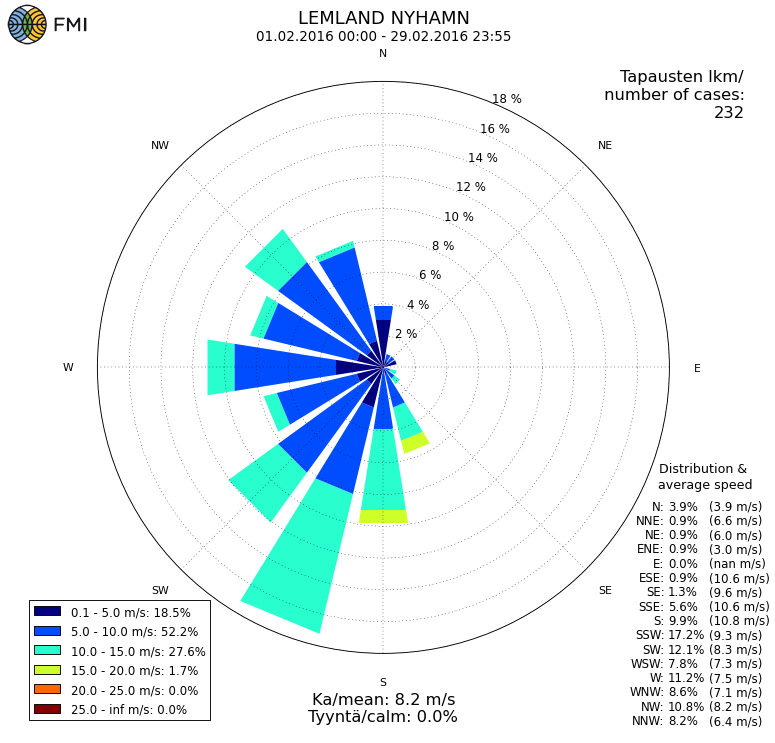 FMI
LEMLAND NYHAMN
01.02.2016 00:00 - 29.02.2016 23:55
N
Tapausten lkm/
number of cases:
232
18 %
16 %
14 %
12 %
10 %
8 %
6 %
4 %
2 %
NW
NE
W
E
SW
SE
S
Distribution &
average speed
N: 3.9% (3.9 m/s)
NNE: 0.9% (6.6 m/s)
NE: 0.9% (6.0 m/s)
ENE: 0.9% (3.0 m/s)
E: 0.0% (nan m/s)
ESE: 0.9% (10.6 m/s)
SE: 1.3% (9.6 m/s)
SSE: 5.6% (10.6 m/s)
S: 9.9% (10.8 m/s)
SSW: 17.2% (9.3 m/s)
SW: 12.1% (8.3 m/s)
WSW: 7.8% (7.3 m/s)
W: 11.2% (7.5 m/s)
WNW: 8.6% (7.1 m/s)
NW: 10.8% (8.2 m/s)
NNW: 8.2% (6.4 m/s)
0.1 - 5.0 m/s: 18.5%
5.0 - 10.0 m/s: 52.2%
10.0 - 15.0 m/s: 27.6%
15.0 - 20.0 m/s: 1.7%
20.0 - 25.0 m/s: 0.0%
25.0 - inf m/s: 0.0%
Ka/mean: 8.2 m/s
Tyyntä/calm: 0.0%